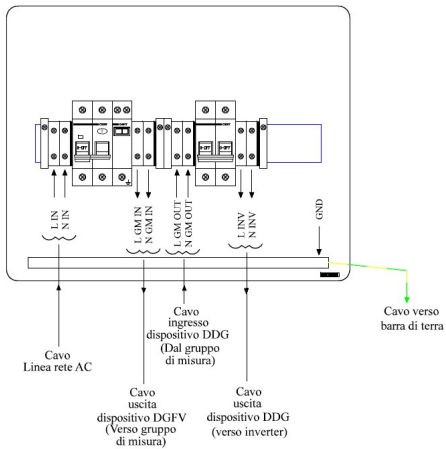 L IN
N IN
L GM IN
N GM IN
L GM OUT
N GM OUT
L INV
N INV
GND
Cavo
Linea rete AC
Cavo
uscita
dispositivo DGFV
(Verso gruppo
di misura)
Cavo
ingresso
dispositivo DDG
(Dal gruppo
di misura)
Cavo
uscita
dispositivo DDG
(verso inverter)
Cavo verso
barra di terra